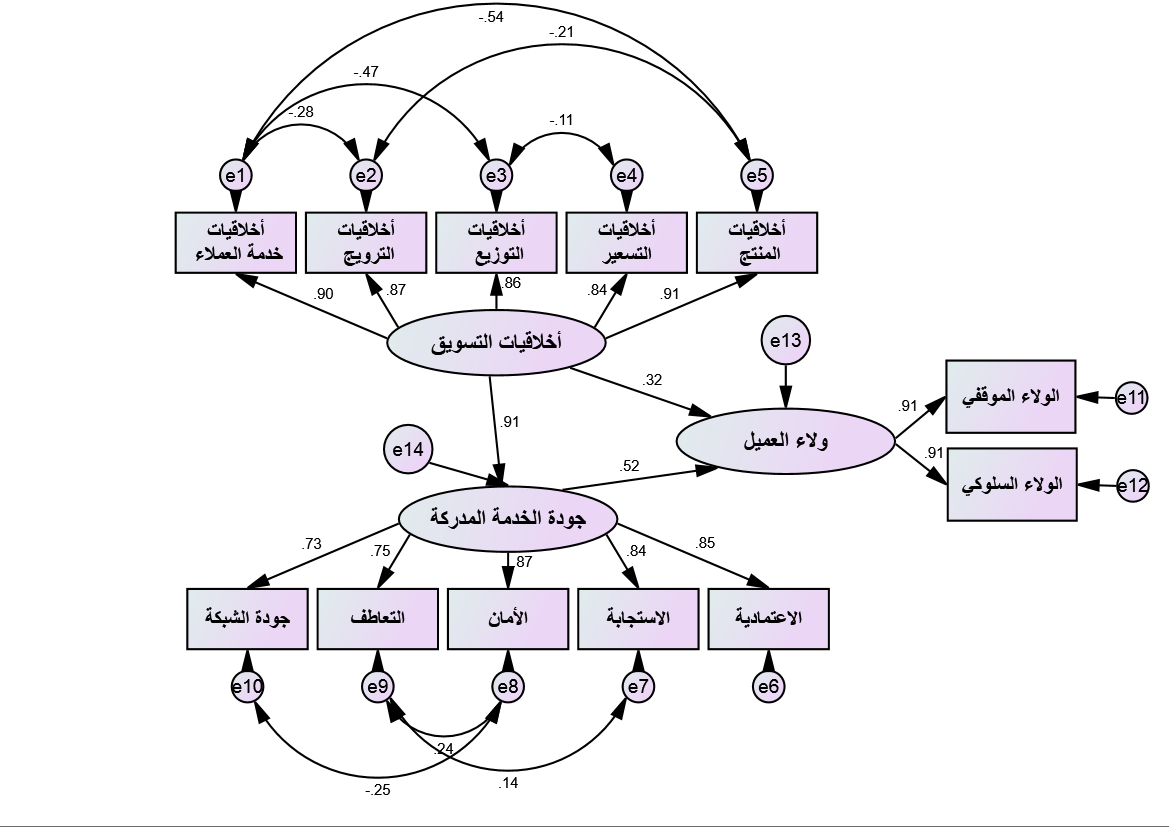 -.54
-.21
-.47
-.28
-.11
e1
e2
e3
e4
e5
أخلاقيات
خدمة العملاء
أخلاقيات
الترويج
أخلاقيات
التوزيع
أخلاقيات
التسعير
أخلاقيات
المنتج
.90
.87
.86
.84
.91
أخلاقيات التسويق
e13
.32
.91
الولاء الموقفي
e11
ولاء العميل
.91
e14
.91
الولاء السلوكي
e12
.52
جودة الخدمة المدركة
.73
.75
.87
.84
.85
جودة الشبكة
التعاطف
الأمان
الاستجابة
الاعتمادية
e10
e9
e8
e7
e6
.24
-.25
.14